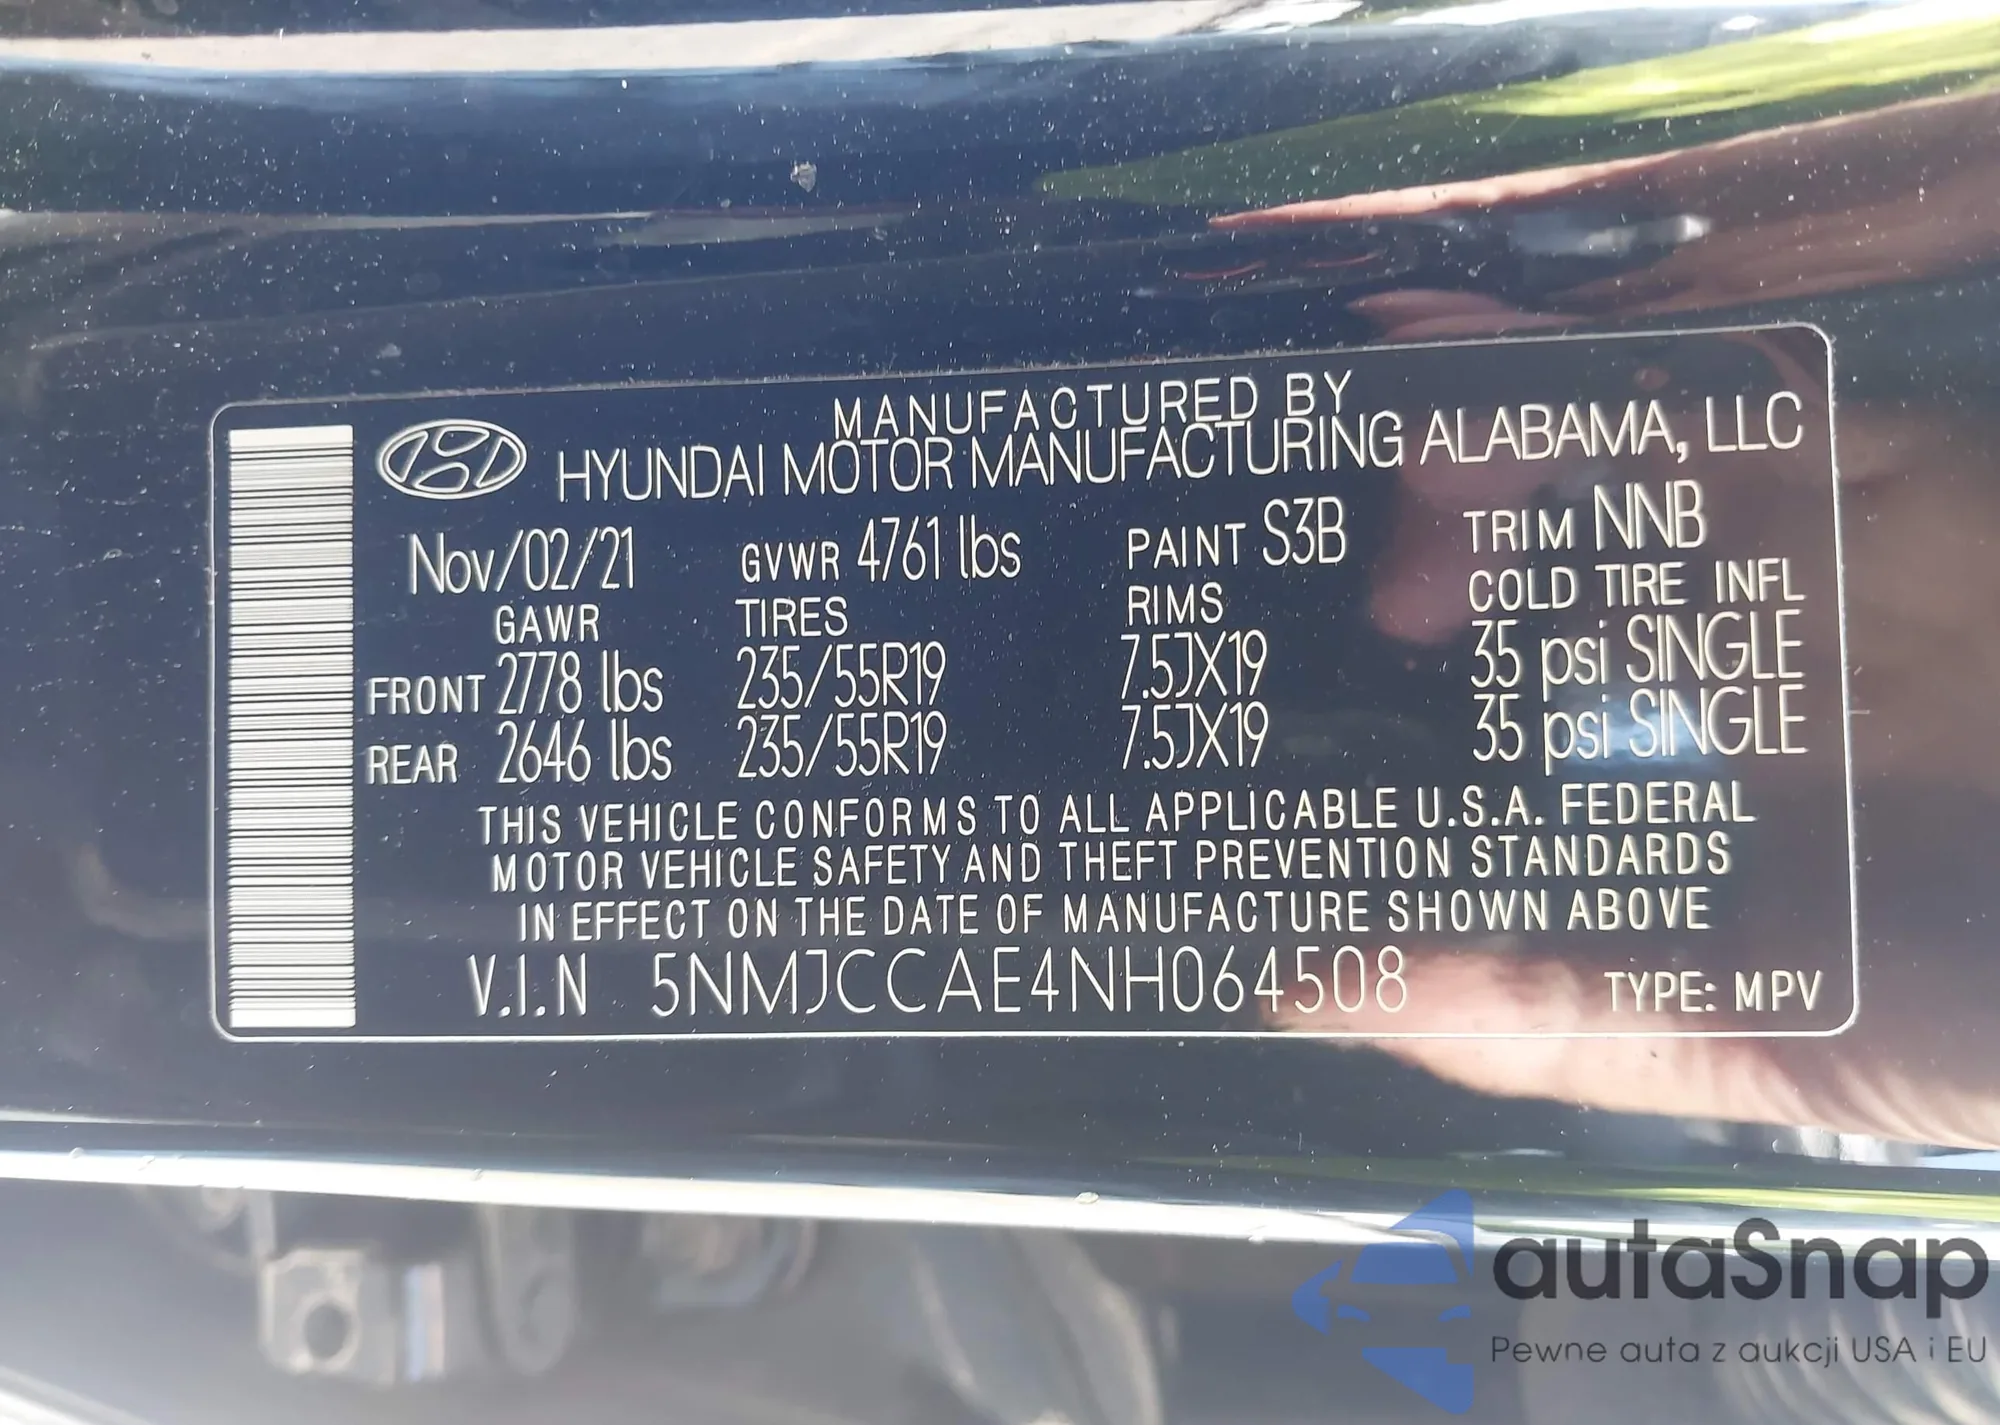 MANUFACTURED BY
HYUNDAI MOTOR MANUFACTURING ALABAMA, LLC
Nov/02/21 GVWR 4761 lbs PAINT S3B TRIM NNB
GAWR TIRES RIMS COLD TIRE INFL
FRONT 2778 lbs 235/55R19 7.5JX19 35 psi SINGLE
REAR 2646 lbs 235/55R19 7.5JX19 35 psi SINGLE
THIS VEHICLE CONFORMS TO ALL APPLICABLE U.S.A. FEDERAL
MOTOR VEHICLE SAFETY AND THEFT PREVENTION STANDARDS
IN EFFECT ON THE DATE OF MANUFACTURE SHOWN ABOVE
V.I.N 5NMJCCAE4NH064508 TYPE: MPV
autaSnap
Pewne auta z aukcji USA i EU